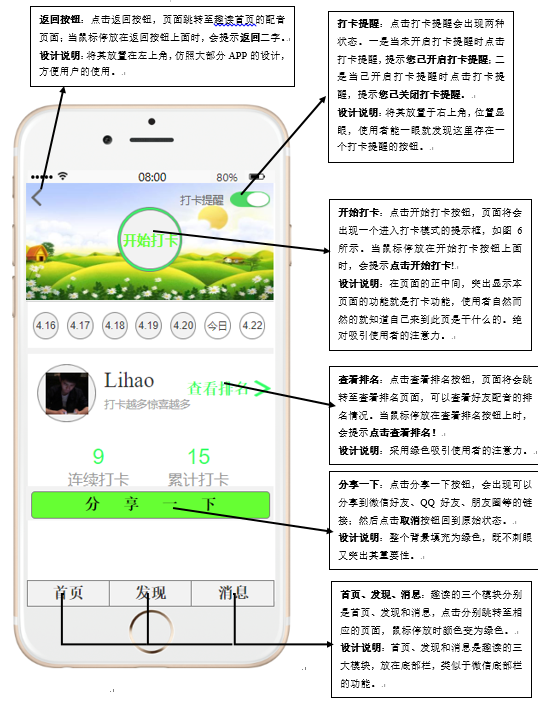 返回按钮：点击返回按钮，页面跳转至趣读首页的配音
页面；当鼠标停放在返回按钮上面时，会提示返回二字。
设计说明：将其放置在左上角，仿照大部分 APP 的设计，
方便用户的使用。
打卡提醒：点击打卡提醒会出现两种
状态。一是当未开启打卡提醒时点击
打卡提醒，提示您已开启打卡提醒；二
是当已开启打卡提醒时点击打卡提
醒，提示您已关闭打卡提醒。
设计说明：将其放置于右上角，位置显
眼，使用者能一眼就发现这里存在一
个打卡提醒的按钮。
08:00
80%
打卡提醒
开始打卡
开始打卡：点击开始打卡按钮，页面将会
出现一个进入打卡模式的提示框，如图 6
所示。当鼠标停放在开始打卡按钮上面
时，会提示点击开始打卡！
设计说明：在页面的正中间，突出显示本
页面的功能就是打卡功能，使用者自然而
然的就知道自己来到此页是干什么的。绝
对吸引使用者的注意力。
4.16
4.17
4.18
4.19
4.20
今日
4.22
Lihao
打卡越多惊喜越多
查看排名
查看排名：点击查看排名按钮，页面将会跳
转至查看排名页面，可以查看好友配音的排
名情况。当鼠标停放在查看排名按钮上时，
会提示点击查看排名！
设计说明：采用绿色吸引使用者的注意力。
9
15
连续打卡
累计打卡
分 享 一 下
分享一下：点击分享一下按钮，会出现可以
分享到微信好友、QQ 好友、朋友圈等的链
接；然后点击取消按钮回到原始状态。
设计说明：整个背景填充为绿色，既不刺眼
又突出其重要性。
首页
发现
消息
首页、发现、消息：趣读的三个模块分别
是首页、发现和消息，点击分别跳转至相
应的页面，鼠标停放时颜色变为绿色。
设计说明：首页、发现和消息是趣读的三
大模块，放在底部栏，类似于微信底部栏
的功能。